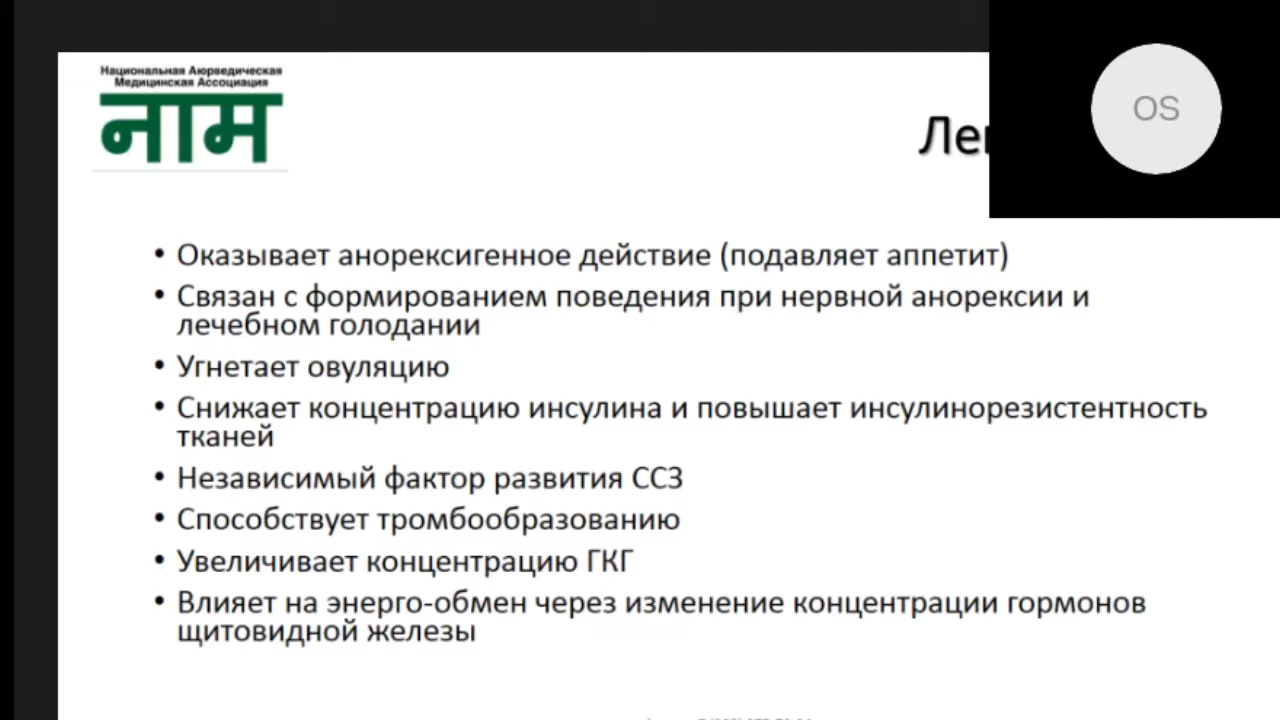 Национальная Аюрведическая
Медицинская Ассоциация
नाम
OS
• Оказывает анорексигенное действие (подавляет аппетит)
• Связан с формированием поведения при нервной анорексии и
лечебном голодании
• Угнетает овуляцию
• Снижает концентрацию инсулина и повышает инсулинорезистентность
тканей
• Независимый фактор развития ССЗ
• Способствует тромбообразованию
• Увеличивает концентрацию ГКГ
• Влияет на энерго-обмен через изменение концентрации гормонов
щитовидной железы